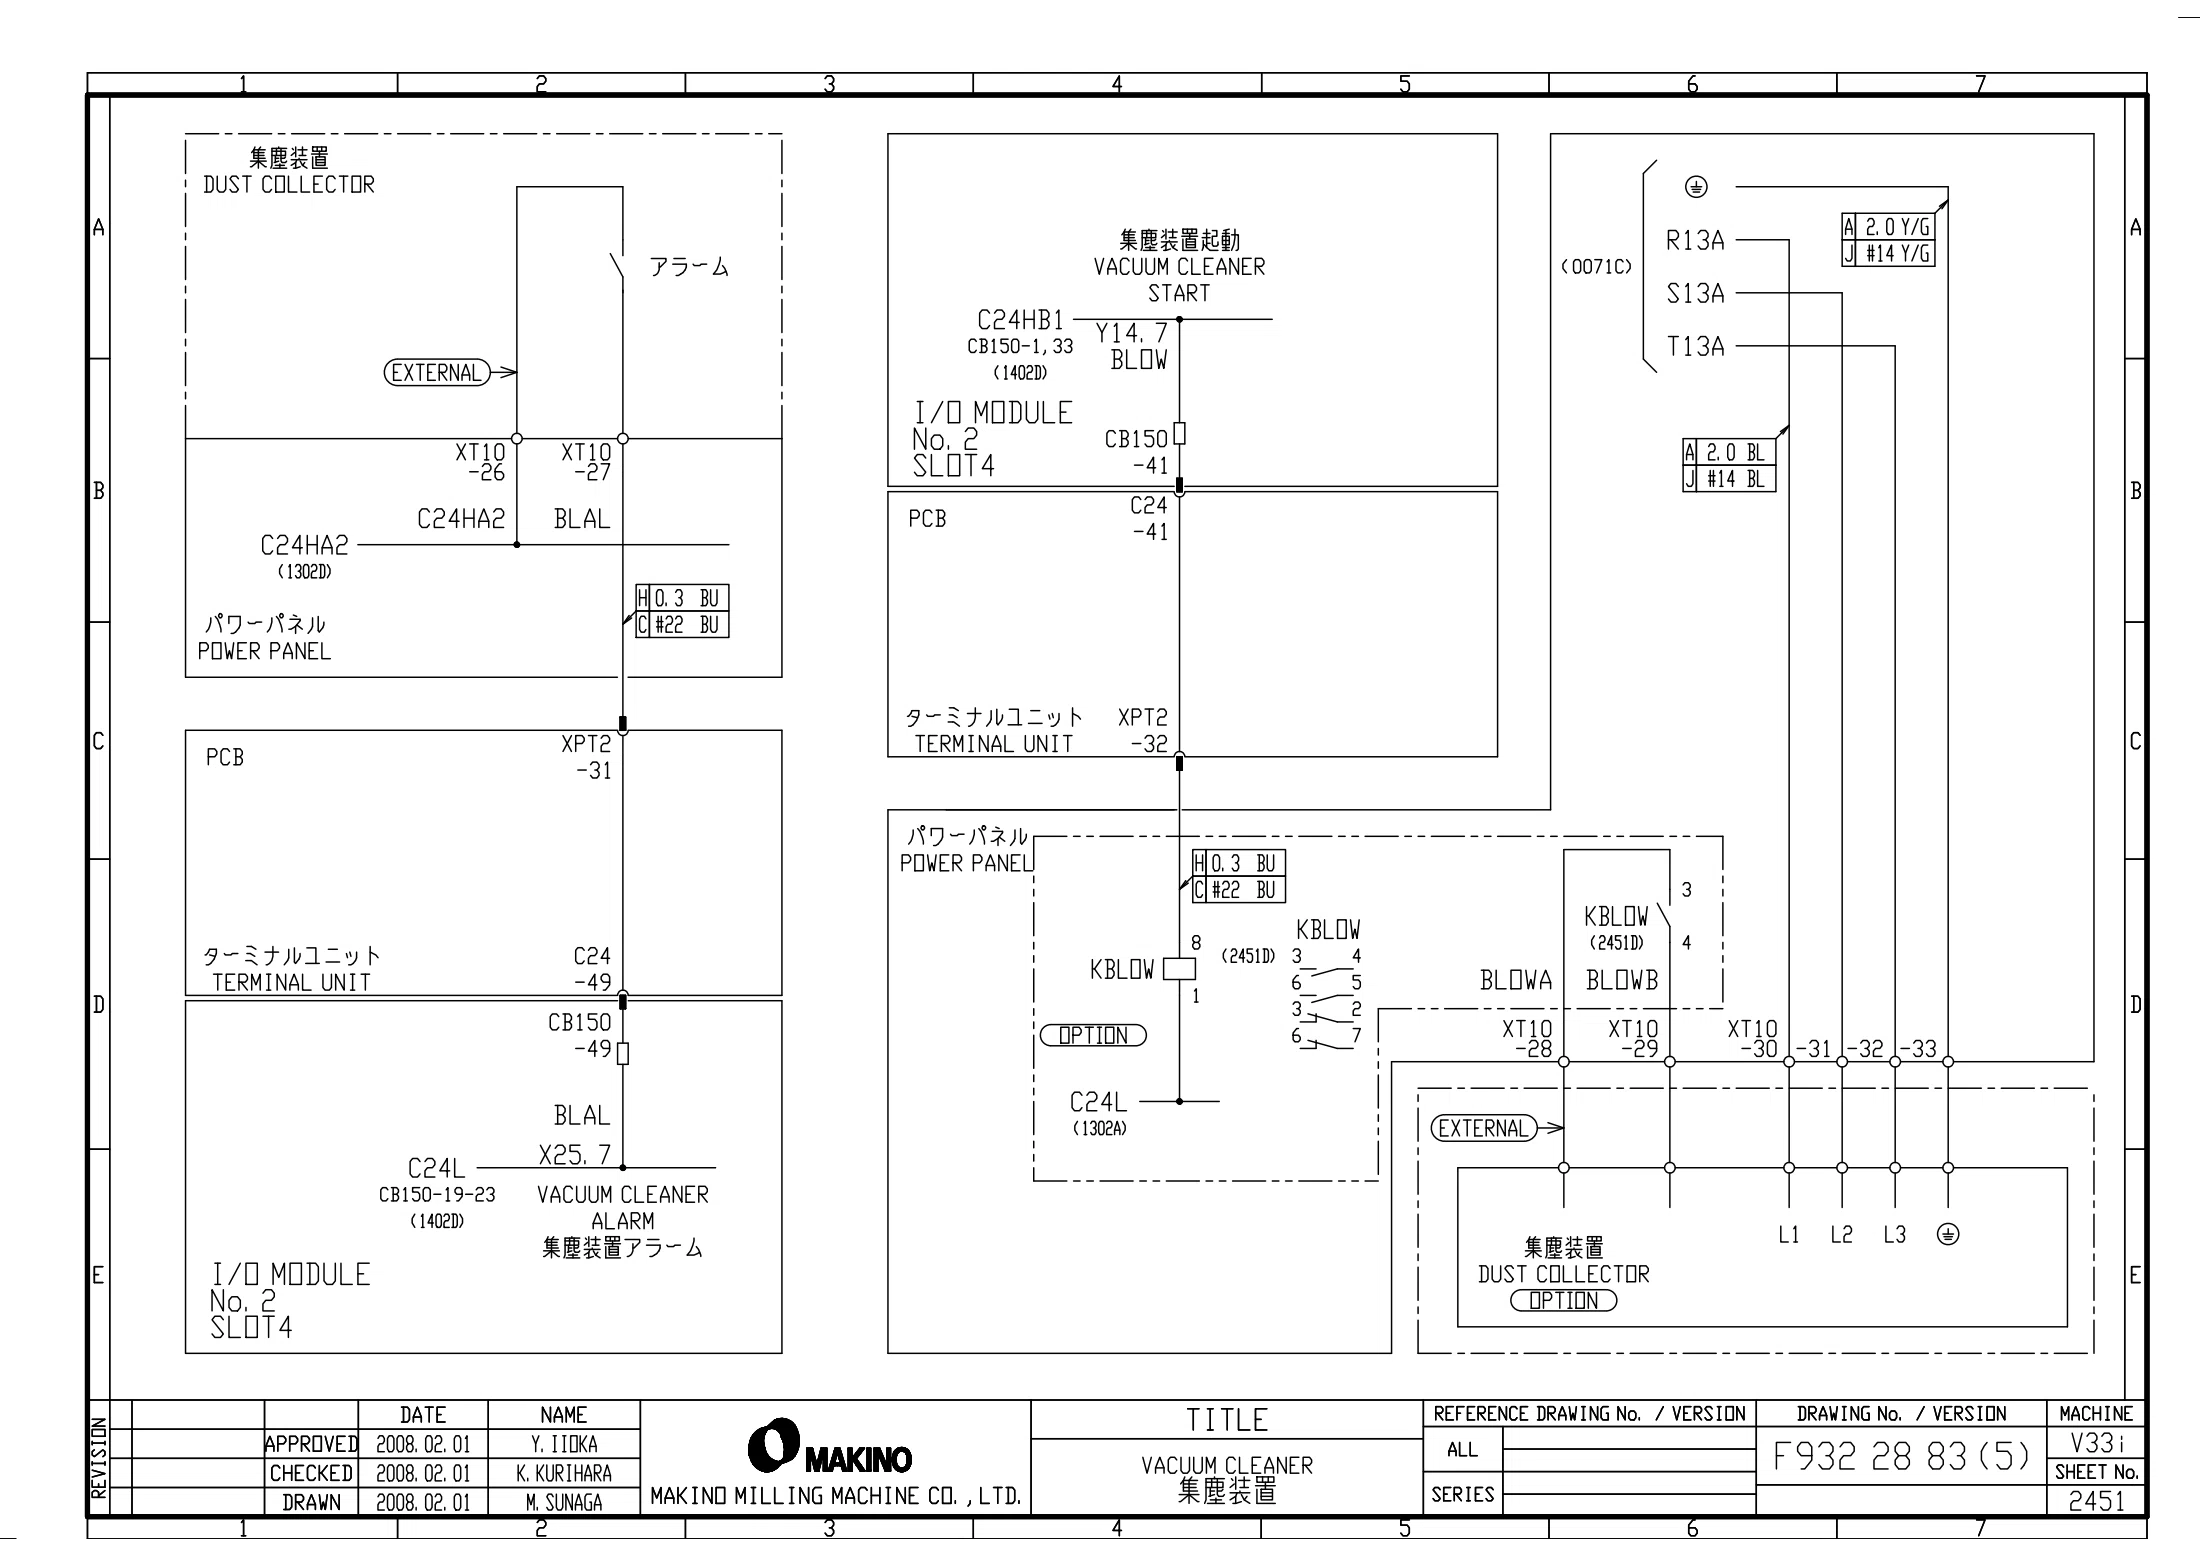 1
2
3
4
5
6
7
A
B
C
D
E
A
B
C
D
E
集塵装置
DUST COLLECTOR
アラーム
EXTERNAL
XT10
-26
XT10
-27
C24HA2
BLAL
C24HA2
(1302D)
H 0.3 BU
C #22 BU
パワーパネル
POWER PANEL
PCB
XPT2
-31
ターミナルユニット
TERMINAL UNIT
C24
-49
CB150
-49
BLAL
X25.7
C24L
CB150-19-23
(1402D)
VACUUM CLEANER
ALARM
集塵装置アラーム
I/O MODULE
No. 2
SLOT4
集塵装置起動
VACUUM CLEANER
START
C24HB1
CB150-1,33
(1402D)
Y14.7
BLOW
I/O MODULE
No. 2
SLOT4
CB150
-41
PCB
C24
-41
ターミナルユニット
TERMINAL UNIT
XPT2
-32
パワーパネル
POWER PANEL
H 0.3 BU
C #22 BU
KBLOW
8
1
(2451D)
KBLOW
3 4
6 5
3 2
6 7
OPTION
C24L
(1302A)
(0071C)
R13A
S13A
T13A
A 2.0 Y/G
J #14 Y/G
A 2.0 BL
J #14 BL
KBLOW
(2451D)
3
4
BLOWA
BLOWB
XT10
-28
XT10
-29
XT10
-30
-31
-32
-33
EXTERNAL
L1
L2
L3
集塵装置
DUST COLLECTOR
OPTION
REVISION
DATE
NAME
APPROVED 2008.02.01 Y. IIOKA
CHECKED 2008.02.01 K. KURIHARA
DRAWN 2008.02.01 M. SUNAGA
MAKINO
MAKINO MILLING MACHINE CO.,LTD.
TITLE
VACUUM CLEANER
集塵装置
REFERENCE DRAWING No. / VERSION
ALL
SERIES
DRAWING No. / VERSION
F932 28 83 (5)
MACHINE
V33i
SHEET No.
2451
1
2
3
4
5
6
7